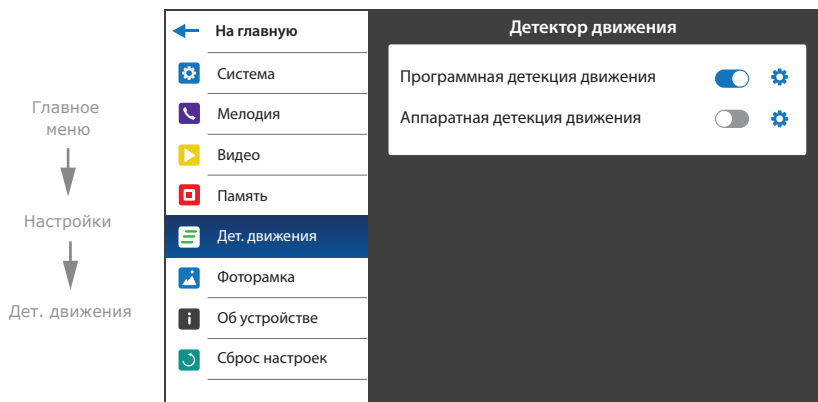 Главное
меню
Настройки
Дет. движения
На главную
Система
Мелодия
Видео
Память
Дет. движения
Фоторамка
Об устройстве
Сброс настроек
Детектор движения
Программная детекция движения
Аппаратная детекция движения